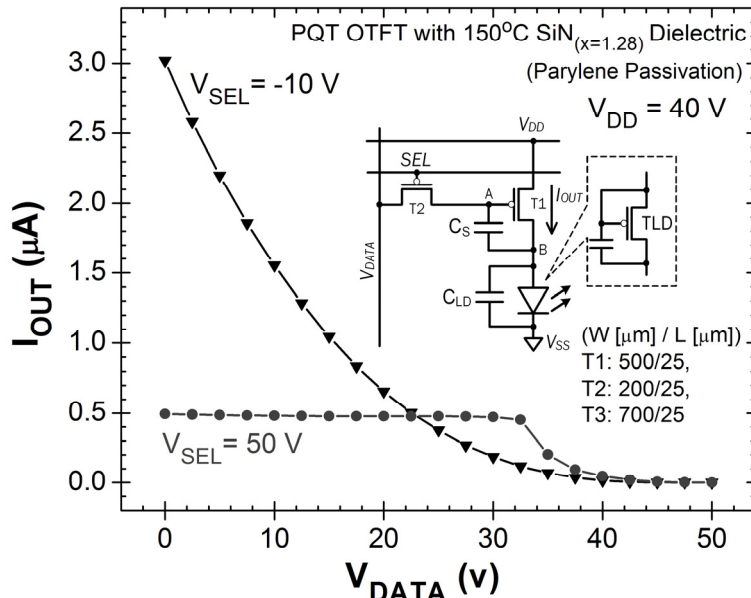 PQT OTFT with 150°C SiN(x=1.28) Dielectric
(Parylene Passivation)
VDD = 40 V
VSEL = -10 V
VDD
SEL
A
T1
IOUT
T2
CS
TLD
B
VDATA
CLD
VSS
(W [μm] / L [μm])
T1: 500/25,
T2: 200/25,
T3: 700/25
VSEL = 50 V
3.0
2.5
2.0
1.5
1.0
0.5
0.0
IOUT (μA)
0 10 20 30 40 50
VDATA (v)